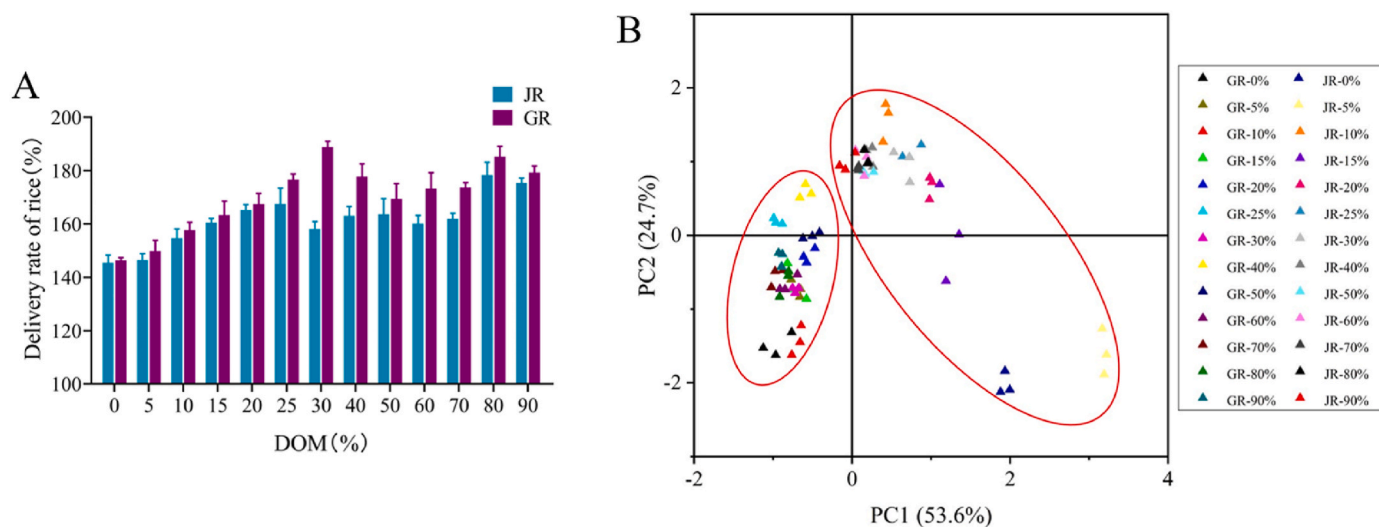 A
JR
GR
Delivery rate of rice(%)
200
180
160
140
120
100
0 5 10 15 20 25 30 40 50 60 70 80 90
DOM(%)
B
PC2 (24.7%)
2
0
-2
-2 0 2 4
PC1 (53.6%)
GR-0% JR-0%
GR-5% JR-5%
GR-10% JR-10%
GR-15% JR-15%
GR-20% JR-20%
GR-25% JR-25%
GR-30% JR-30%
GR-40% JR-40%
GR-50% JR-50%
GR-60% JR-60%
GR-70% JR-70%
GR-80% JR-80%
GR-90% JR-90%